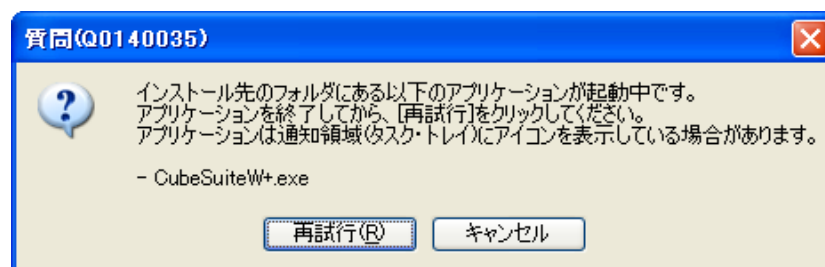 質問(Q0140035)
インストール先のフォルダにある以下のアプリケーションが起動中です。
アプリケーションを終了してから、[再試行]をクリックしてください。
アプリケーションは通知領域(タスク・トレイ)にアイコンを表示している場合があります。
- CubeSuiteW+.exe
再試行(R)
キャンセル